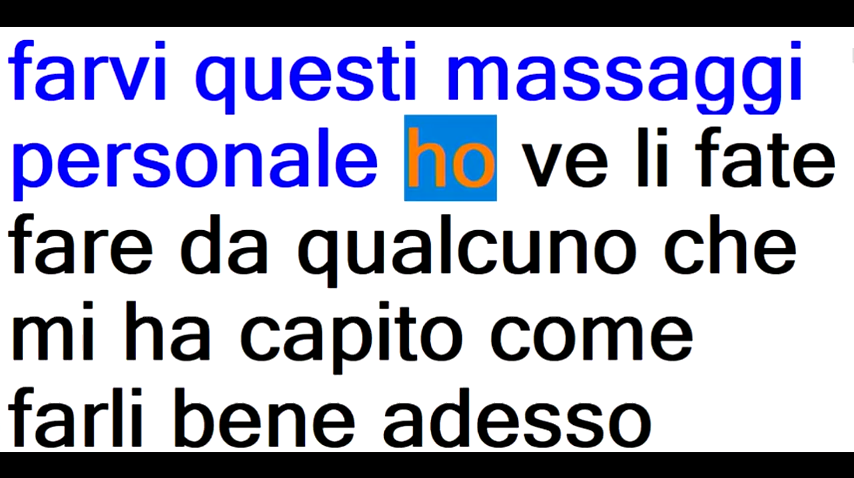 farvi questi massaggi
personale ho ve li fate
fare da qualcuno che
mi ha capito come
farli bene adesso